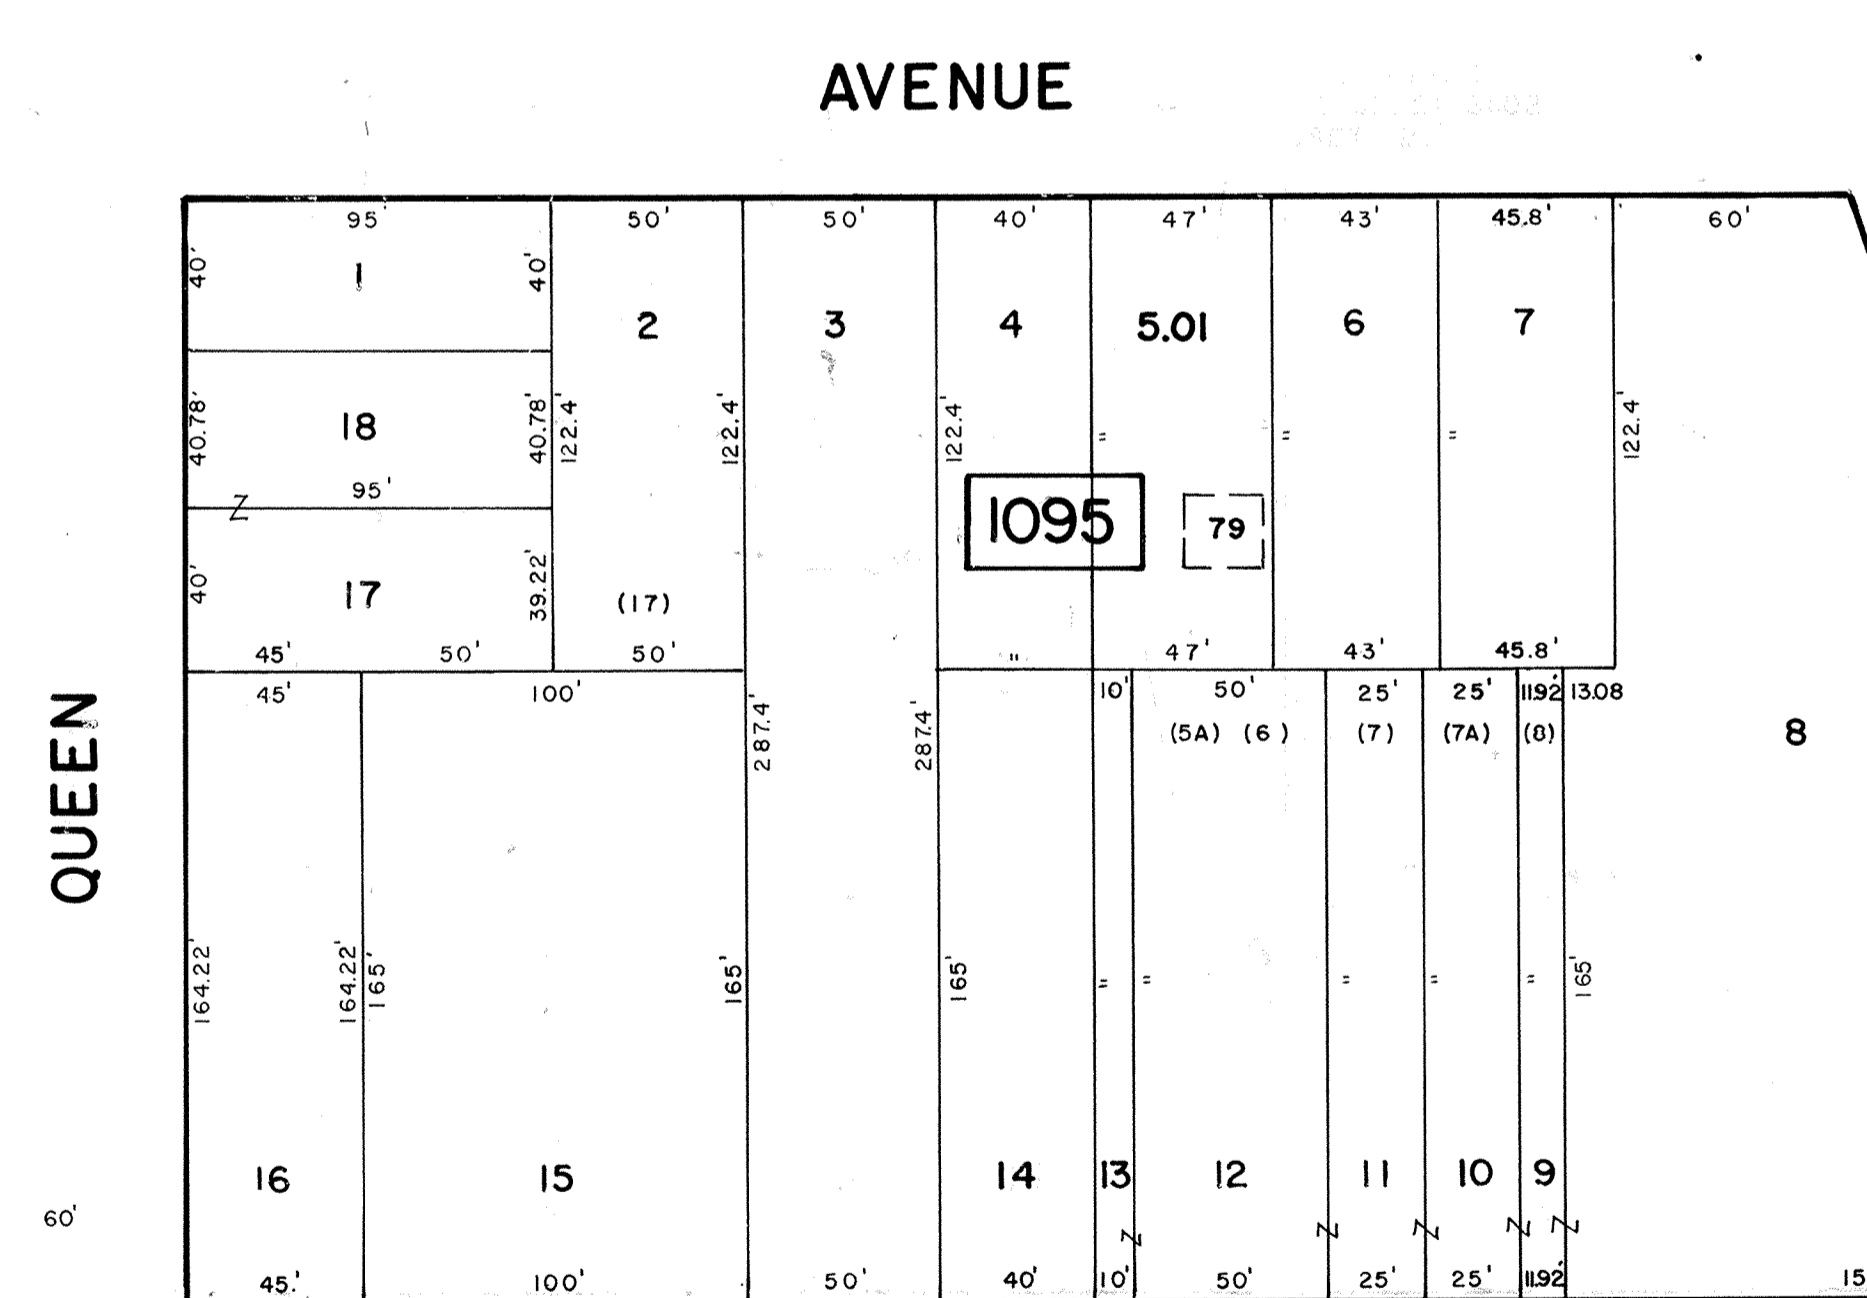 AVENUE
95' 50' 50' 40' 47' 43' 45.8' 60'
40' 1 40'
2 3 4 5.01 6 7
40.78' 18 40.78' 122.4' 122.4' 122.4' " " " 122.4'
95'
1095 79
40' 17 39.22' (17)
45' 50' 50' " 47' 43' 45.8'
45' 100' 10' 50' 25' 25' 11.92' 13.08
QUEEN
287.4' 287.4' (5A) (6) (7) (7A) (8) 8
164.22' 164.22' 165' 165' 165' " " " " " 165'
16 15 14 13 12 11 10 9
60'
45' 100' 50' 40' 10' 50' 25' 25' 11.92' 15